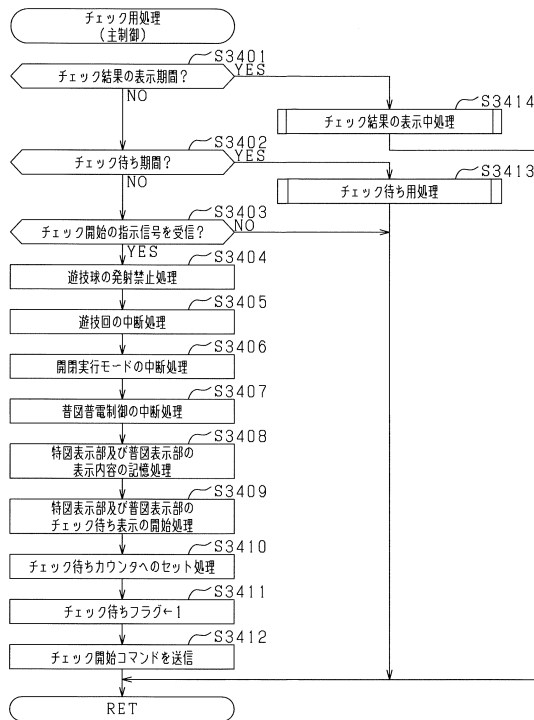 チェック用処理
(主制御)
S3401
チェック結果の表示期間?
YES
NO
S3414
チェック結果の表示中処理
S3402
チェック待ち期間?
YES
NO
S3413
チェック待ち用処理
S3403
チェック開始の指示信号を受信?
NO
YES
S3404
遊技球の発射禁止処理
S3405
遊技回の中断処理
S3406
開閉実行モードの中断処理
S3407
普図普電制御の中断処理
S3408
特図表示部及び普図表示部の
表示内容の記憶処理
S3409
特図表示部及び普図表示部の
チェック待ち表示の開始処理
S3410
チェック待ちカウンタへのセット処理
S3411
チェック待ちフラグ←1
S3412
チェック開始コマンドを送信
RET